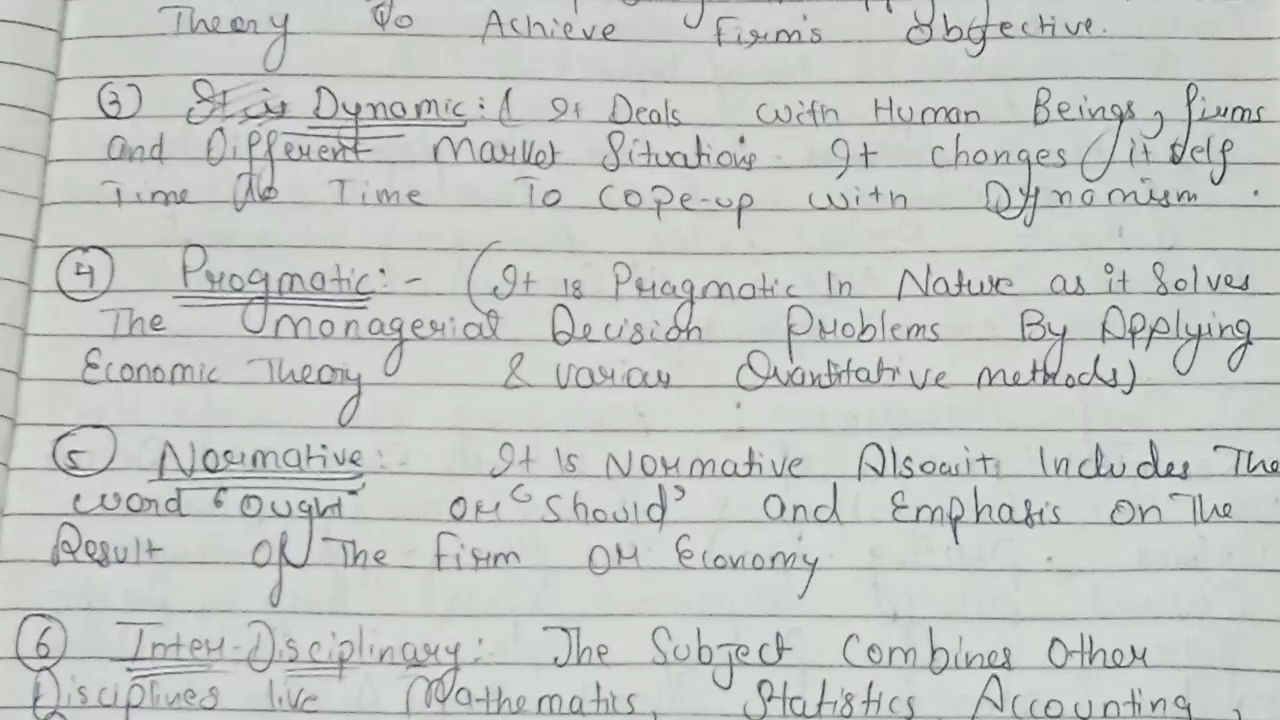 Theory To Achieve Firm's Objective.
③ It is Dynamic:( It Deals with Human Beings, firms
and Different Market Situations It changes itself
Time To Time To cope-up with Dynamism.
④ Pragmatic:- (It is Pragmatic In Nature as it Solves
The Managerial Decision Problems By Applying
Economic Theory & variou Quantitative methods)
⑤ Normative:- It Is Normative Also it Includes The
word "Ought" or "Should" and Emphasis on The
Result of The Firm or Economy
⑥ Inter-Disciplinary: The Subject Combines Other
Disciplines like Mathematics, Statistics Accounting,